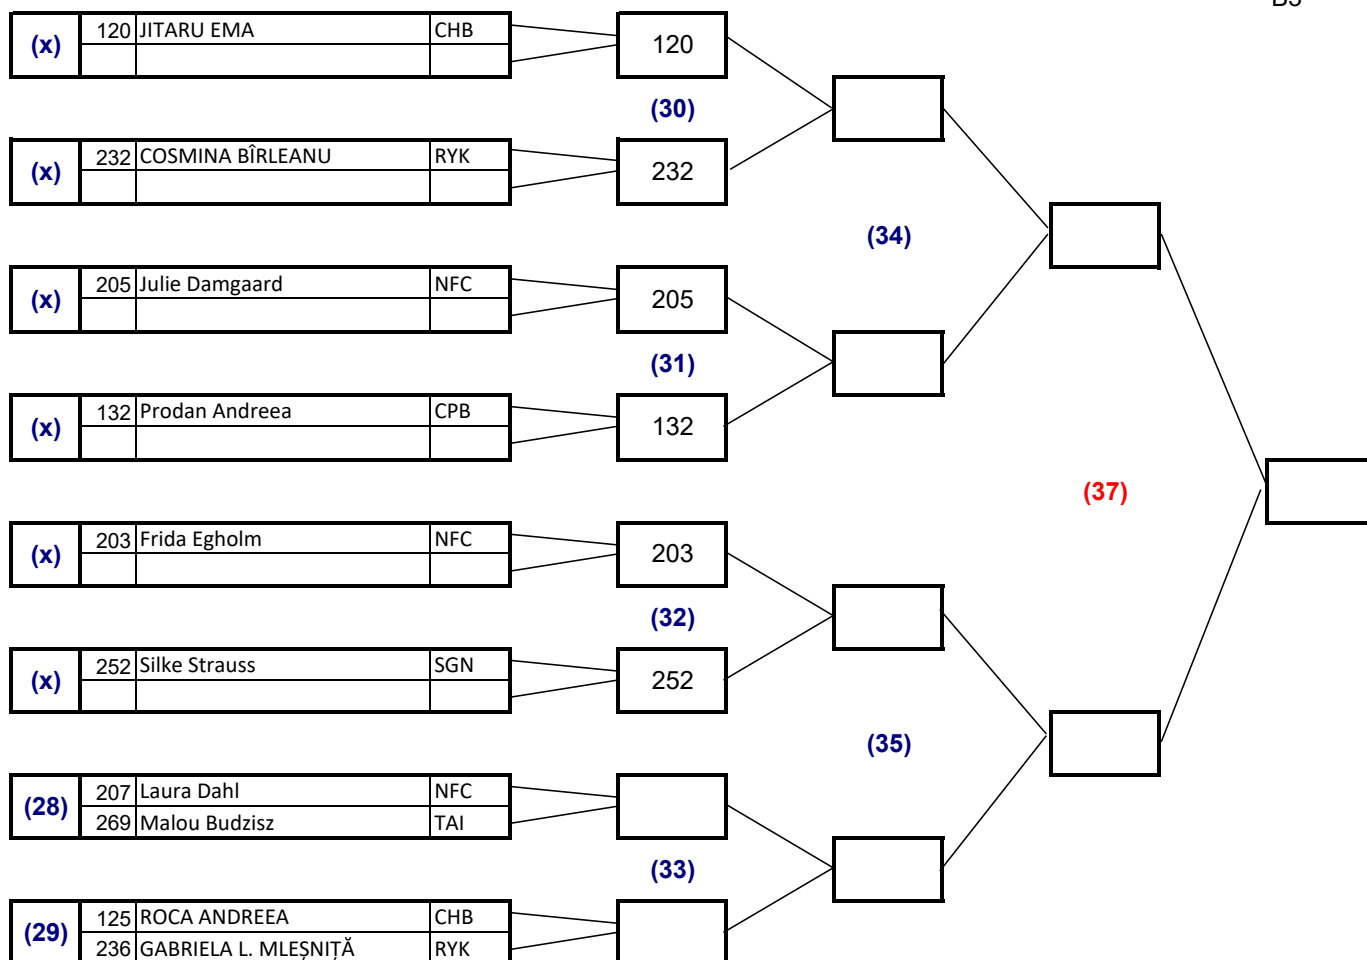 (x) 120 JITARU EMA CHB 120
(30)
(x) 232 COSMINA BÎRLEANU RYK 232
(34)
(x) 205 Julie Damgaard NFC 205
(31)
(x) 132 Prodan Andreea CPB 132
(37)
(x) 203 Frida Egholm NFC 203
(32)
(x) 252 Silke Strauss SGN 252
(35)
(28) 207 Laura Dahl NFC
269 Malou Budzisz TAI
(33)
(29) 125 ROCA ANDREEA CHB
236 GABRIELA L. MLEȘNIȚĂ RYK